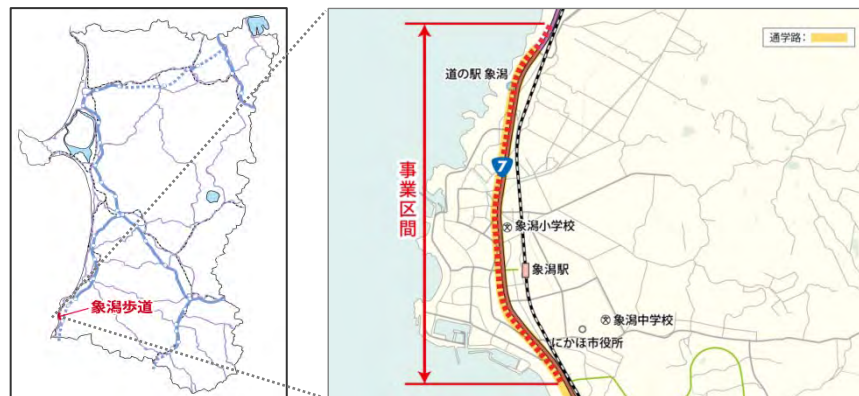 象潟歩道
通学路：
道の駅 象潟
7
事業区間
象潟小学校
象潟駅
象潟中学校
にかほ市役所